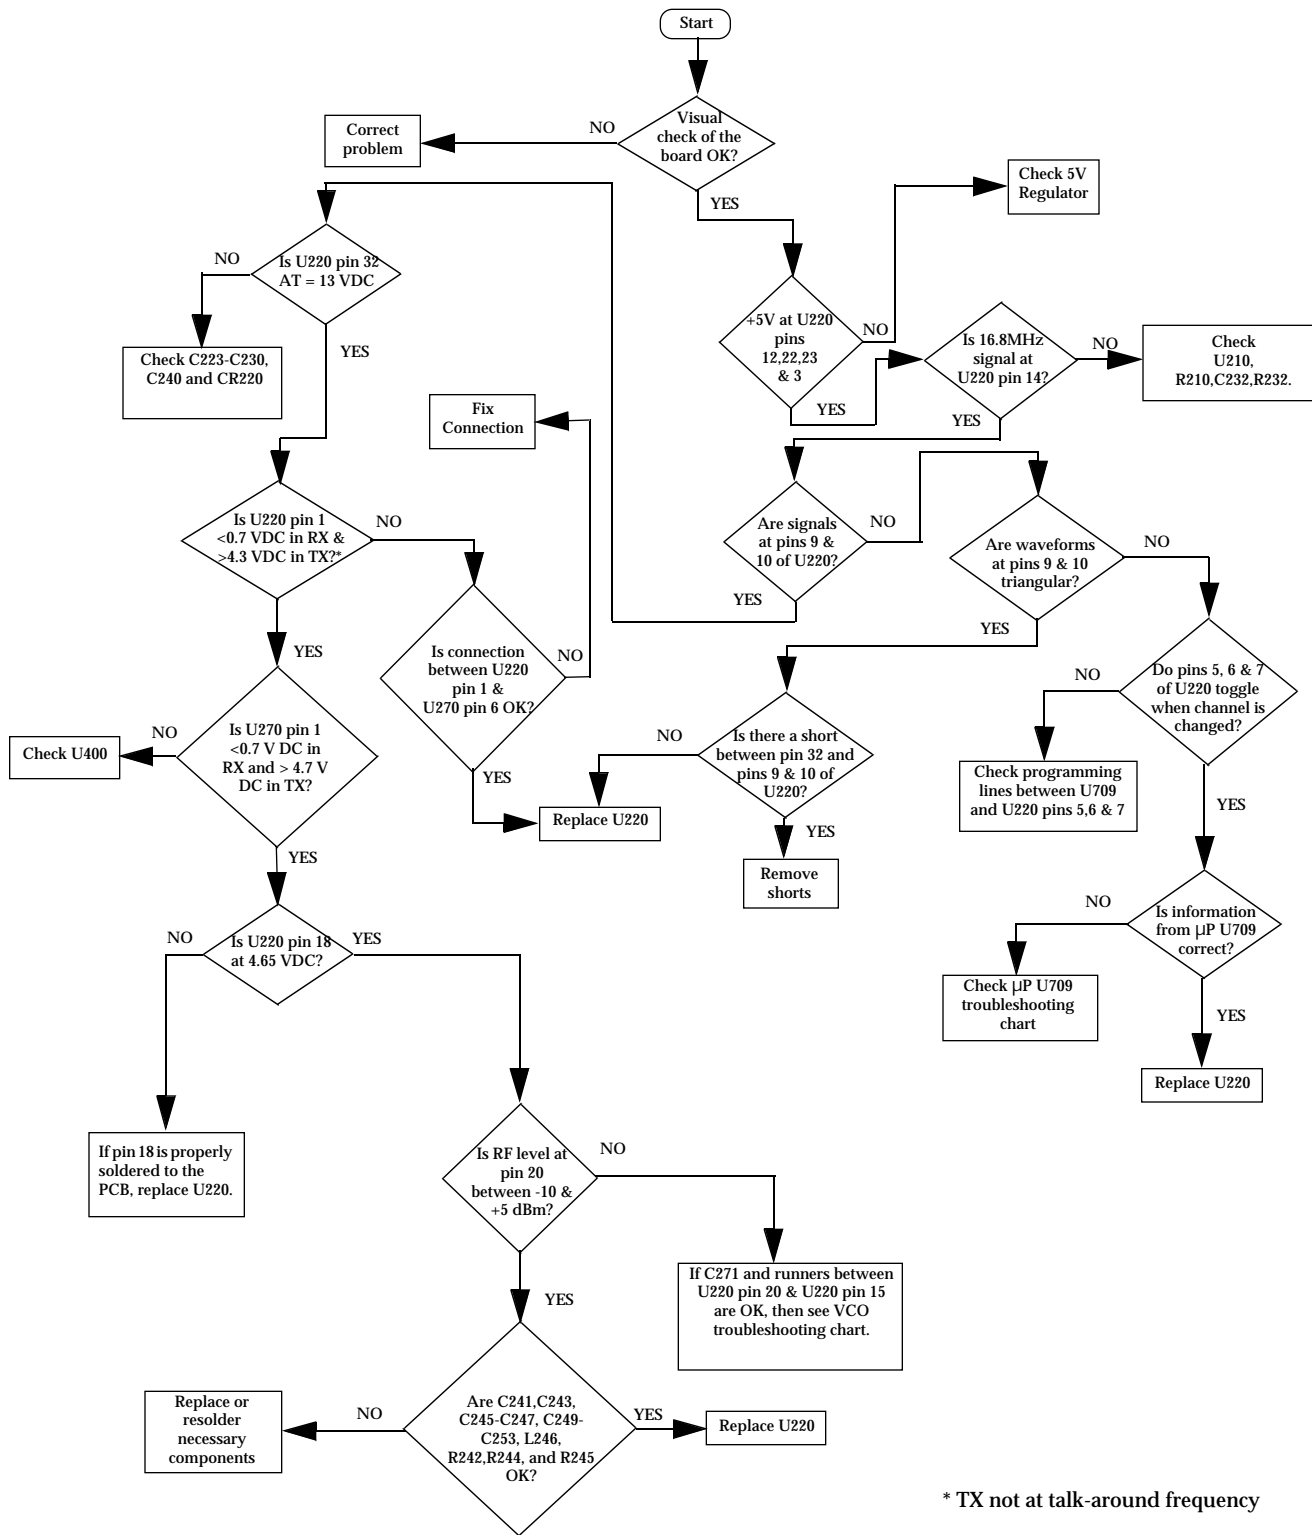 Start
Visual
check of the
board OK?
NO
Correct
problem
YES
Check 5V
Regulator
Is U220 pin 32
AT = 13 VDC
NO
YES
Check C223-C230,
C240 and CR220
+5V at U220
pins
12,22,23
& 3
NO
YES
Is 16.8MHz
signal at
U220 pin 14?
NO
YES
Check
U210,
R210,C232,R232.
Fix
Connection
Is U220 pin 1
<0.7 VDC in RX &
>4.3 VDC in TX?*
NO
YES
Are signals
at pins 9 &
10 of U220?
NO
YES
Are waveforms
at pins 9 & 10
triangular?
NO
YES
Is connection
between U220
pin 1 &
U270 pin 6 OK?
NO
YES
Do pins 5, 6 & 7
of U220 toggle
when channel is
changed?
NO
YES
Is U270 pin 1
<0.7 V DC in
RX and > 4.7 V
DC in TX?
NO
YES
Check U400
Is there a short
between pin 32 and
pins 9 & 10 of
U220?
NO
YES
Replace U220
Check programming
lines between U709
and U220 pins 5,6 & 7
Remove
shorts
Is information
from µP U709
correct?
NO
YES
Is U220 pin 18
at 4.65 VDC?
NO
YES
Check µP U709
troubleshooting
chart
Replace U220
If pin 18 is properly
soldered to the
PCB, replace U220.
Is RF level at
pin 20
between -10 &
+5 dBm?
NO
YES
If C271 and runners between
U220 pin 20 & U220 pin 15
are OK, then see VCO
troubleshooting chart.
Are C241,C243,
C245-C247, C249-
C253, L246,
R242,R244, and R245
OK?
NO
YES
Replace or
resolder
necessary
components
Replace U220
* TX not at talk-around frequency